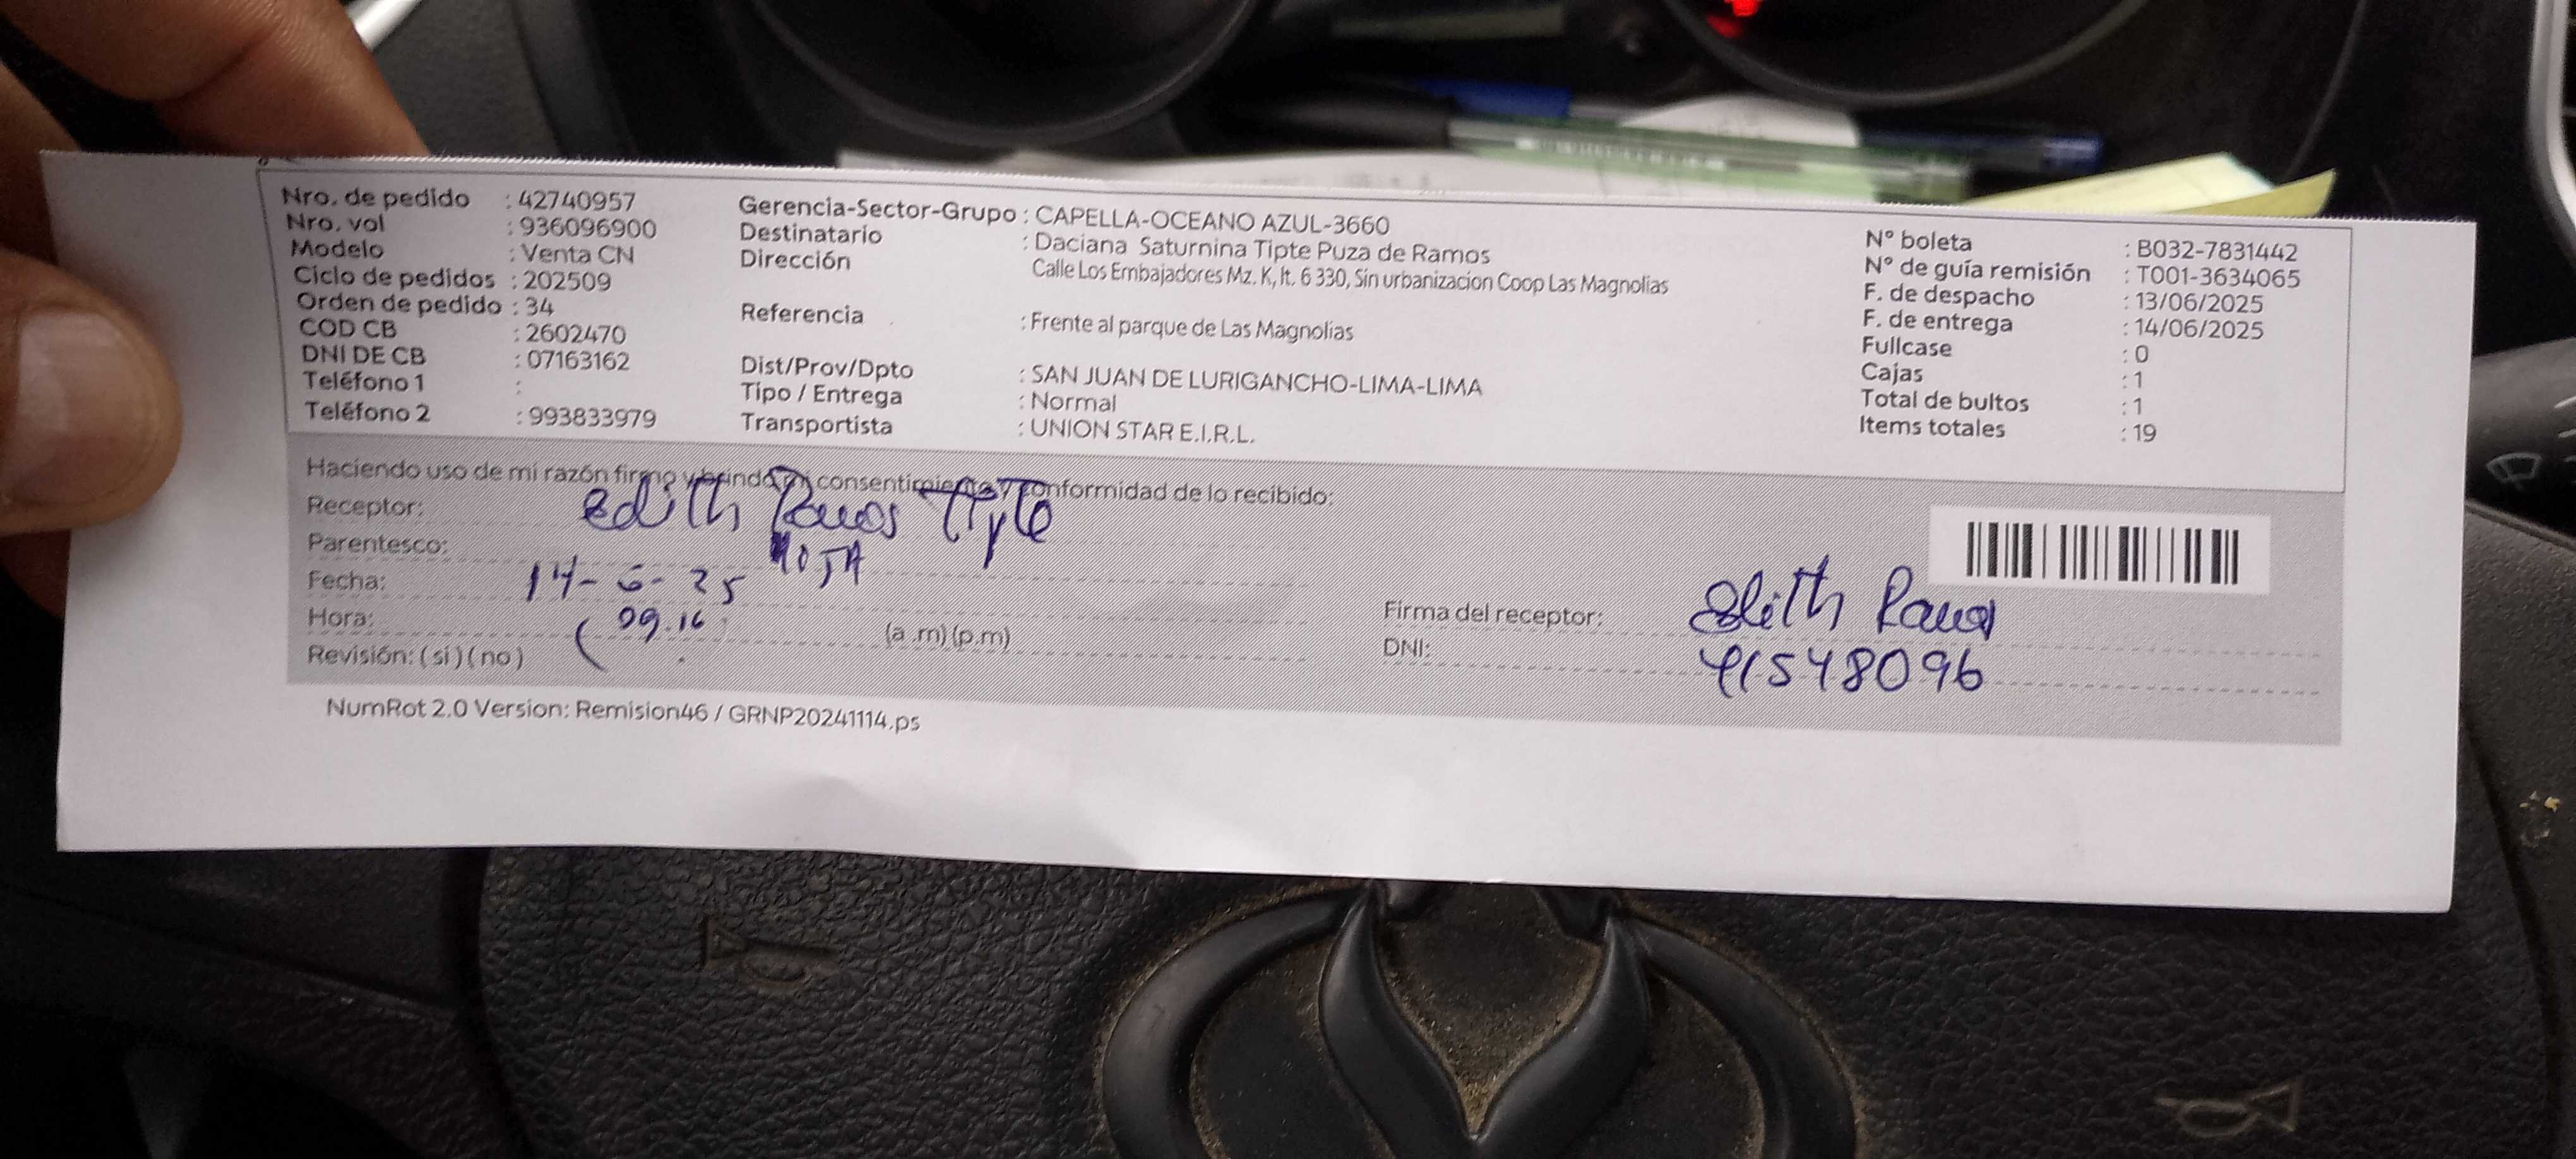 Nro. de pedido : 42740957
Nro. vol : 936096900
Modelo : Venta CN
Ciclo de pedidos : 202509
Orden de pedido : 34
COD CB : 2602470
DNI DE CB : 07163162
Teléfono 1 :
Teléfono 2 : 993833979
Gerencia-Sector-Grupo : CAPELLA-OCEANO AZUL-3660
Destinatario : Daciana Saturnina Tipte Puza de Ramos
Dirección Calle Los Embajadores Mz. K, lt. 6 330, Sin urbanizacion Coop Las Magnolias
Referencia : Frente al parque de Las Magnolias
Dist/Prov/Dpto : SAN JUAN DE LURIGANCHO-LIMA-LIMA
Tipo / Entrega : Normal
Transportista : UNION STAR E.I.R.L.
N° boleta : B032-7831442
N° de guía remisión : T001-3634065
F. de despacho : 13/06/2025
F. de entrega : 14/06/2025
Fullcase : 0
Cajas : 1
Total de bultos : 1
Items totales : 19
Haciendo uso de mi razón firmo y brindo mi consentimiento y conformidad de lo recibido:
Receptor: Edith Ramos Tipte
Parentesco: HIJA
Fecha: 14-6-25
Hora: 09.16 (a.m)(p.m)
Revisión: (si)(no)
Firma del receptor: Edith Ramos
DNI: 41548096
NumRot 2.0 Version: Remision46 / GRNP20241114.ps